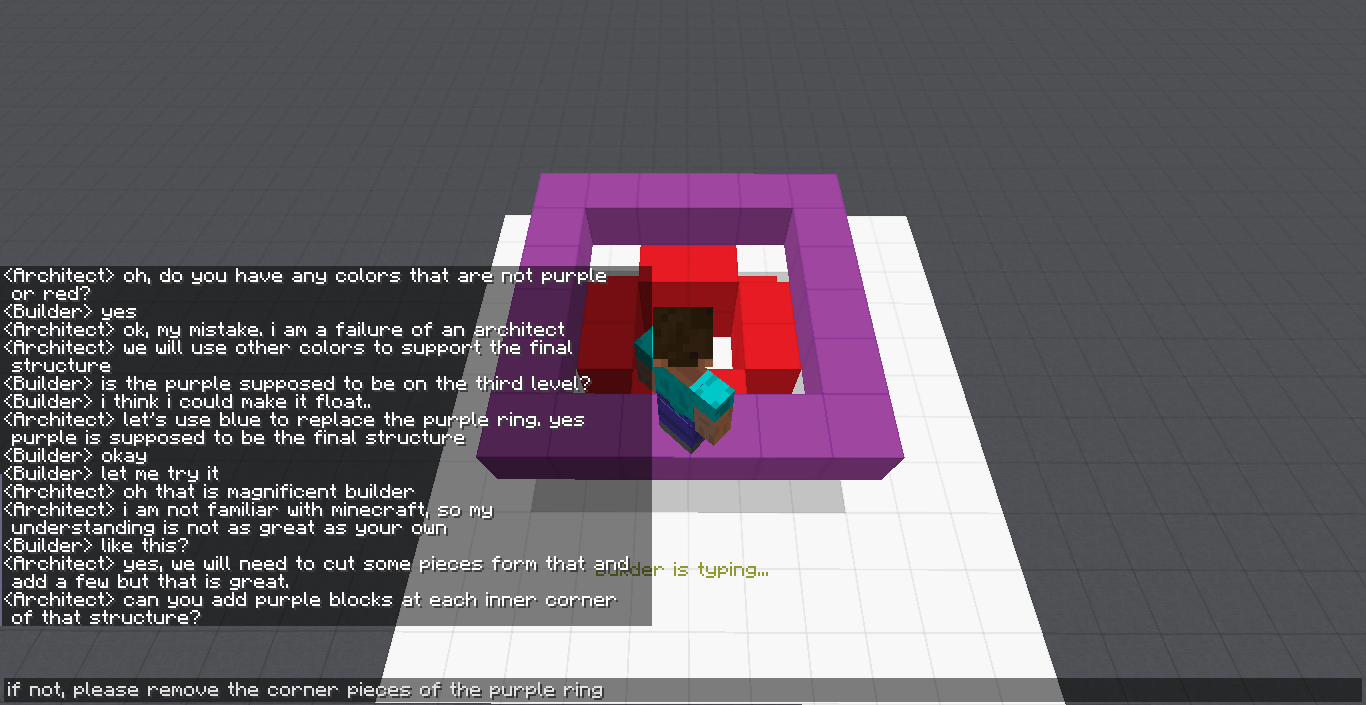 <Architect> oh, do you have any colors that are not purple
or red?
<Builder> yes
<Architect> ok, my mistake. i am a failure of an architect
<Architect> we will use other colors to support the final
structure
<Builder> is the purple supposed to be on the third level?
<Builder> i think i could make it float..
<Architect> let's use blue to replace the purple ring. yes
purple is supposed to be the final structure
<Builder> okay
<Builder> let me try it
<Architect> oh that is magnificent builder
<Architect> i am not familiar with minecraft, so my
understanding is not as great as your own
<Builder> like this?
<Architect> yes, we will need to cut some pieces form that and
add a few but that is great.
Builder is typing...
<Architect> can you add purple blocks at each inner corner
of that structure?
if not, please remove the corner pieces of the purple ring